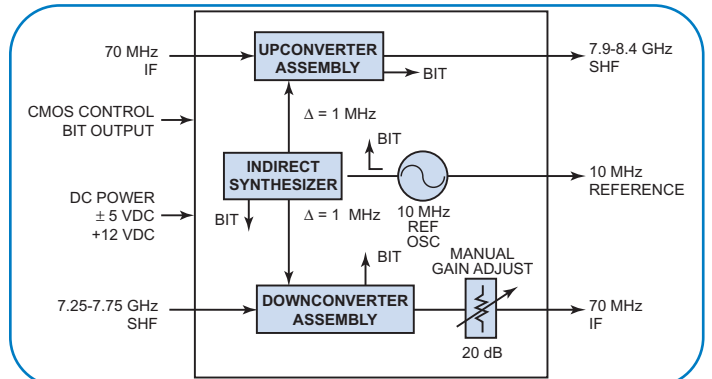 70 MHz
IF
UPCONVERTER
ASSEMBLY
7.9-8.4 GHz
SHF
BIT
CMOS CONTROL
BIT OUTPUT
Δ = 1 MHz
BIT
INDIRECT
SYNTHESIZER
10 MHz
REFERENCE
DC POWER
± 5 VDC
+12 VDC
BIT
Δ = 1 MHz
10 MHz
REF
OSC
BIT
MANUAL
GAIN ADJUST
7.25-7.75 GHz
SHF
DOWNCONVERTER
ASSEMBLY
70 MHz
IF
20 dB